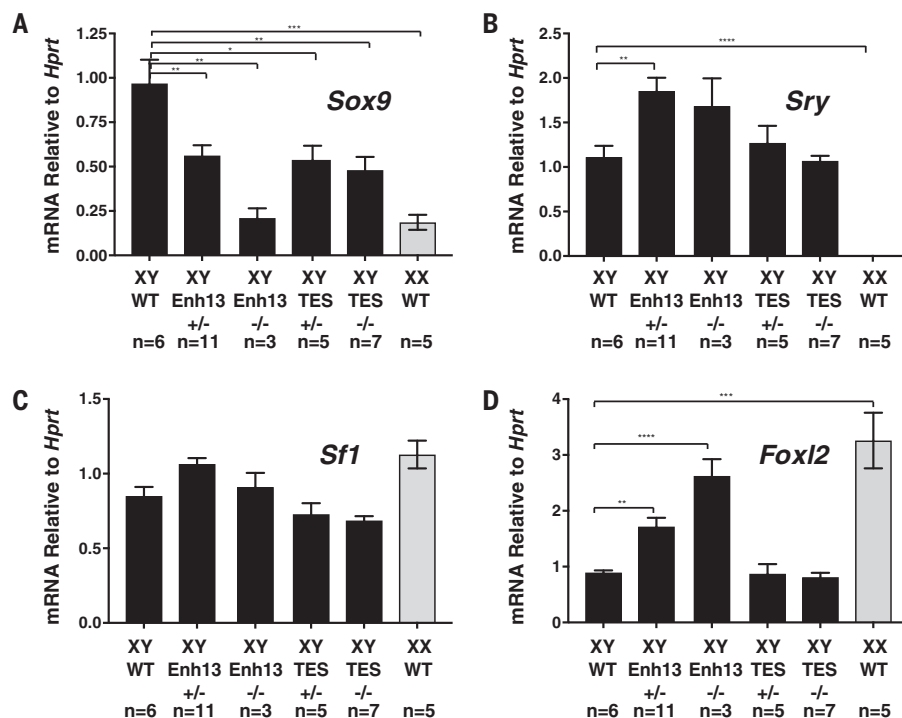 A
mRNA Relative to Hprt
1.25
1.00
0.75
0.50
0.25
0.00
***
**
*
**
**
Sox9
XY XY XY XY XY XX
WT Enh13 Enh13 TES TES WT
+/- -/- +/- -/-
n=6 n=11 n=3 n=5 n=7 n=5
B
mRNA Relative to Hprt
2.5
2.0
1.5
1.0
0.5
0.0
****
**
Sry
XY XY XY XY XY XX
WT Enh13 Enh13 TES TES WT
+/- -/- +/- -/-
n=6 n=11 n=3 n=5 n=7 n=5
C
mRNA Relative to Hprt
1.5
1.0
0.5
0.0
Sf1
XY XY XY XY XY XX
WT Enh13 Enh13 TES TES WT
+/- -/- +/- -/-
n=6 n=11 n=3 n=5 n=7 n=5
D
mRNA Relative to Hprt
4
3
2
1
0
***
****
**
Foxl2
XY XY XY XY XY XX
WT Enh13 Enh13 TES TES WT
+/- -/- +/- -/-
n=6 n=11 n=3 n=5 n=7 n=5